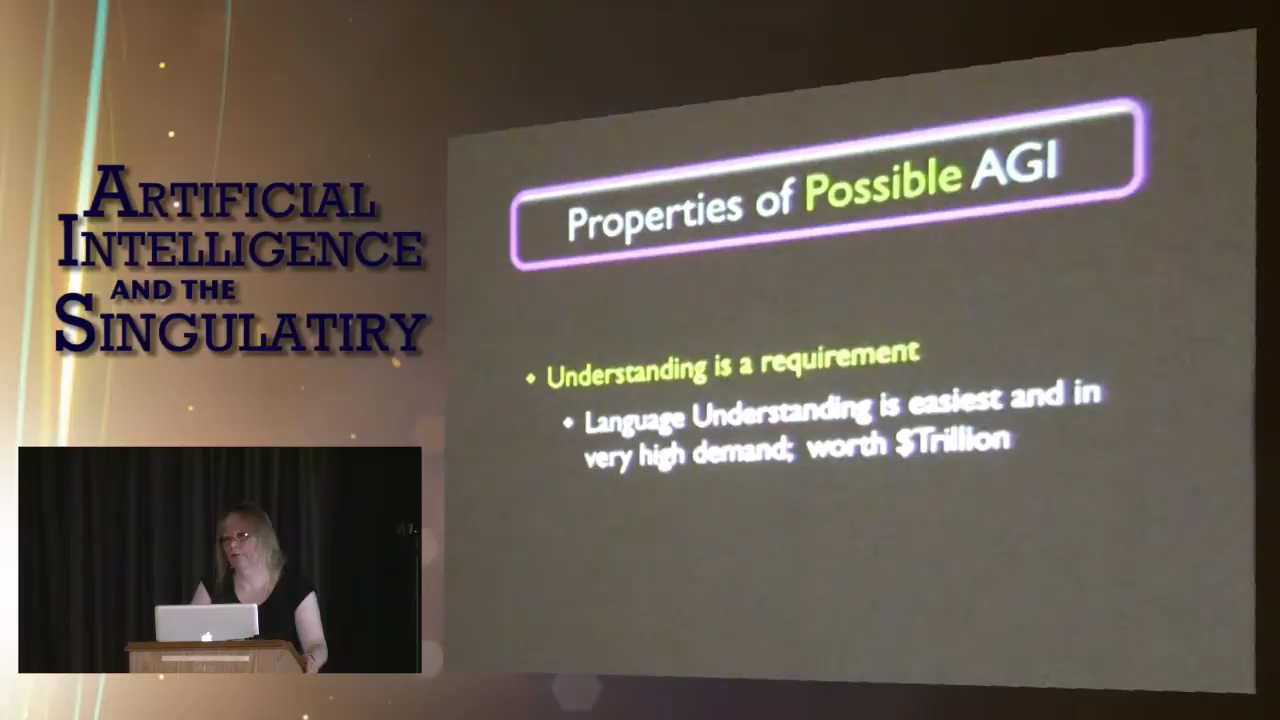 ARTIFICIAL
INTELLIGENCE
AND THE
SINGULATIRY
Properties of Possible AGI
• Understanding is a requirement
• Language Understanding is easiest and in
very high demand; worth $Trillion